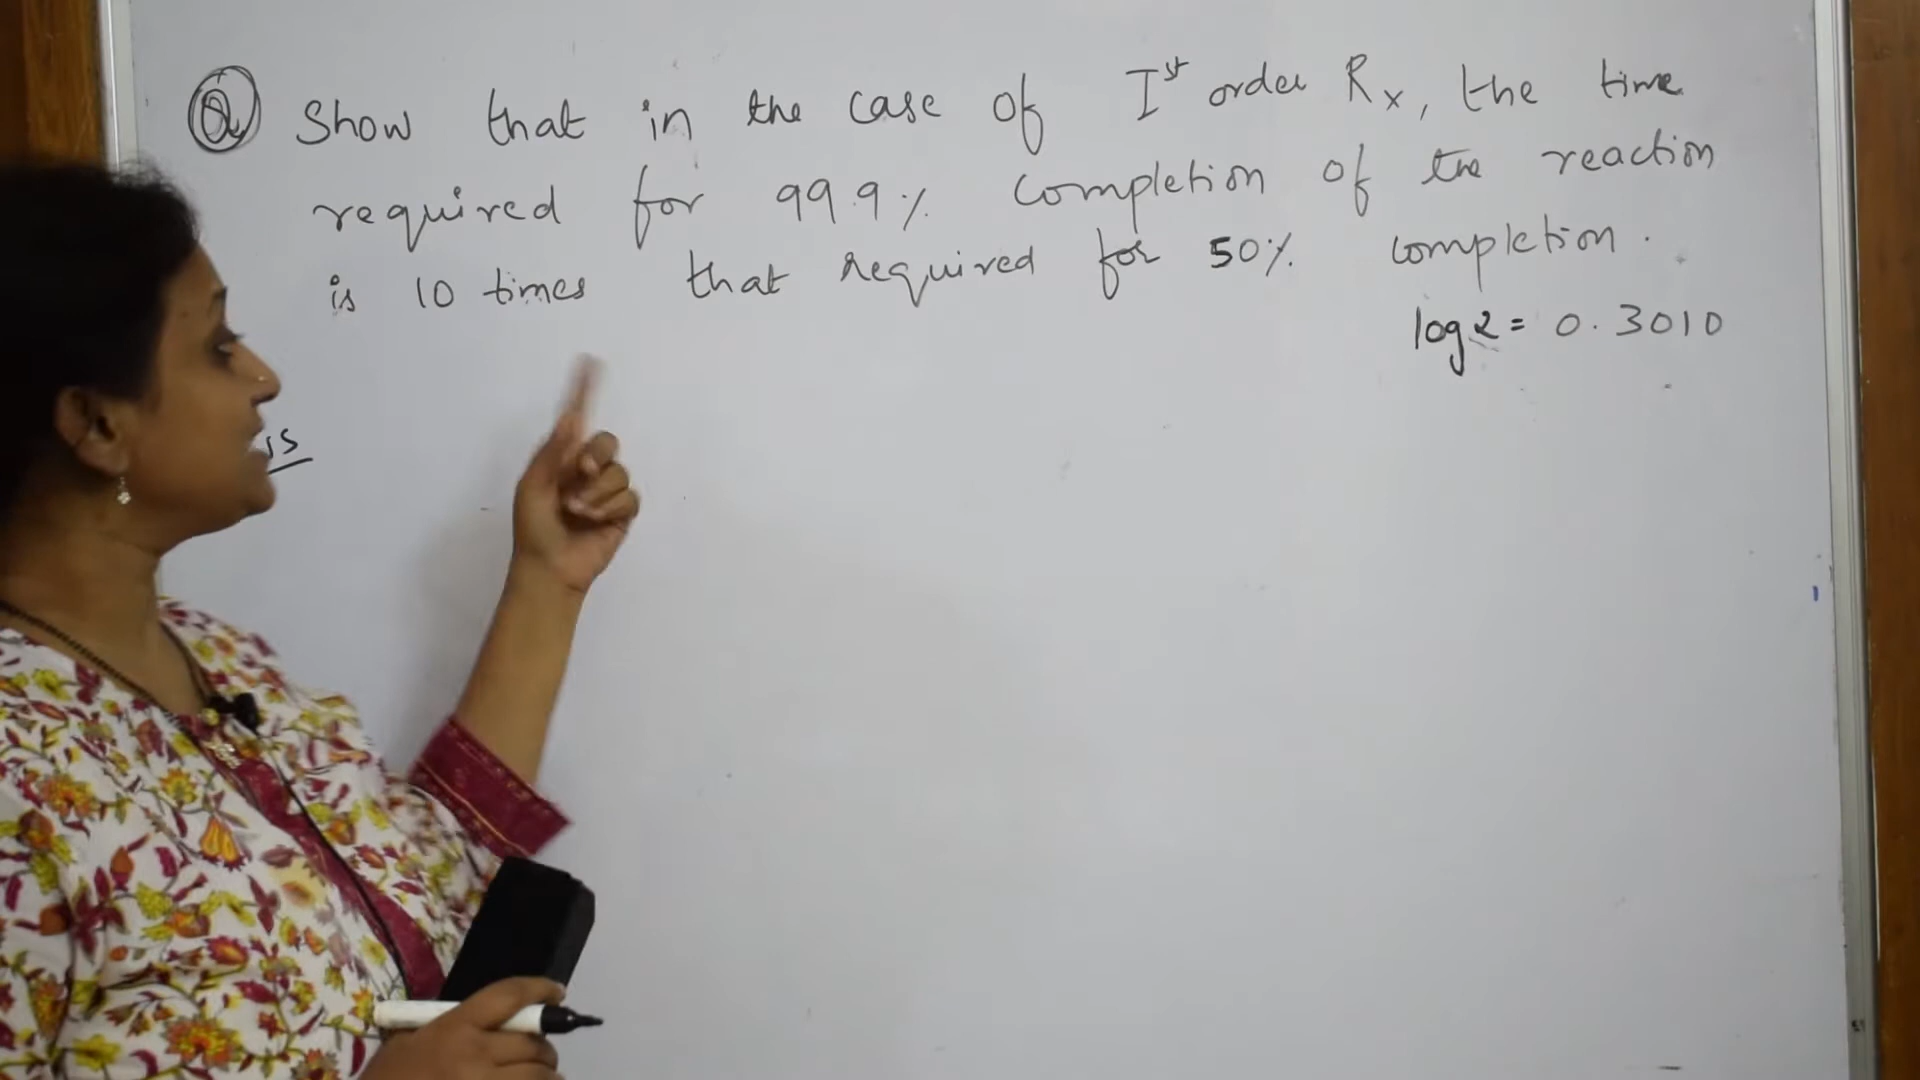 Q Show that in the case of Ist order Rx, the time
required for 99.9% completion of the reaction
is 10 times that required for 50% completion.
log 2 = 0.3010